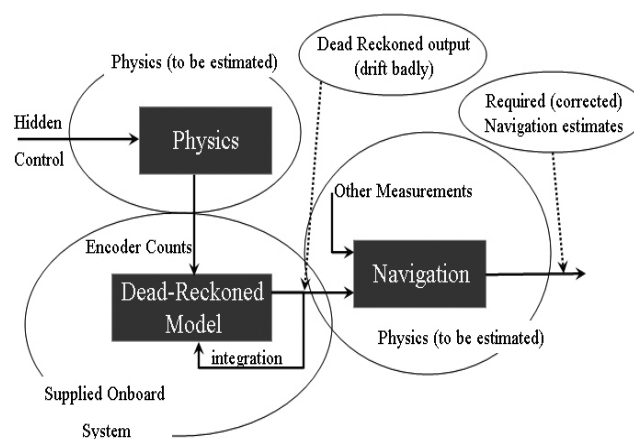 Dead Reckoned output
(drift badly)
Physics (to be estimated)
Required (corrected)
Navigation estimates
Hidden
Control
Physics
Other Measurements
Encoder Counts
Dead-Reckoned
Model
Navigation
integration
Physics (to be estimated)
Supplied Onboard
System